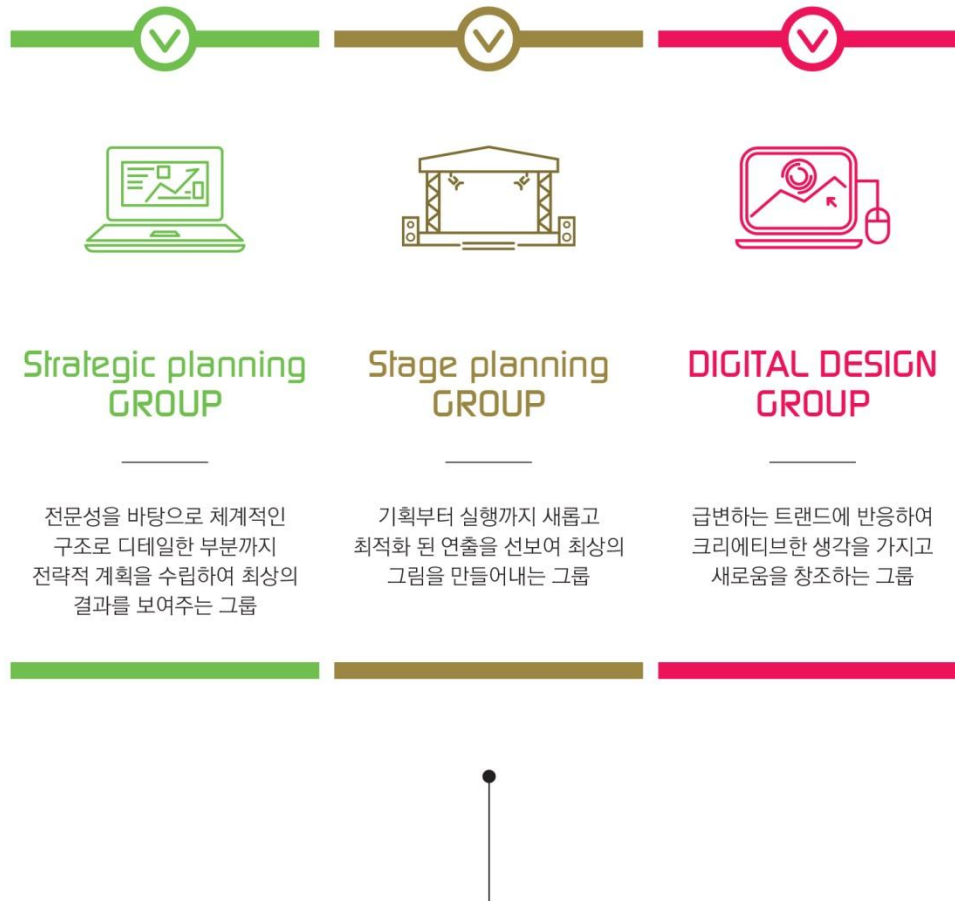 Strategic planning
GROUP
전문성을 바탕으로 체계적인
구조로 디테일한 부분까지
전략적 계획을 수립하여 최상의
결과를 보여주는 그룹
Stage planning
GROUP
기획부터 실행까지 새롭고
최적화 된 연출을 선보여 최상의
그림을 만들어내는 그룹
DIGITAL DESIGN
GROUP
급변하는 트랜드에 반응하여
크리에티브한 생각을 가지고
새로움을 창조하는 그룹